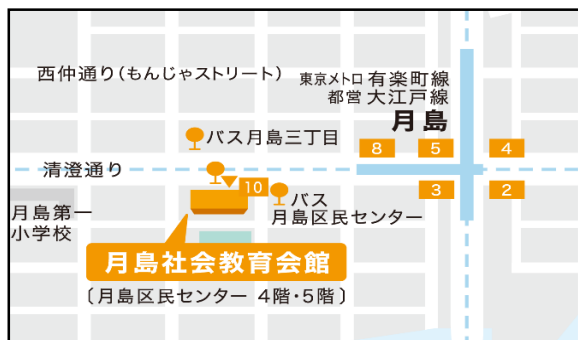 西仲通り(もんじゃストリート)
東京メトロ 有楽町線
都営 大江戸線
月島
バス月島三丁目
8
5
4
清澄通り
10
3
2
バス
月島区民センター
月島第一
小学校
月島社会教育会館
〔月島区民センター 4階・5階〕